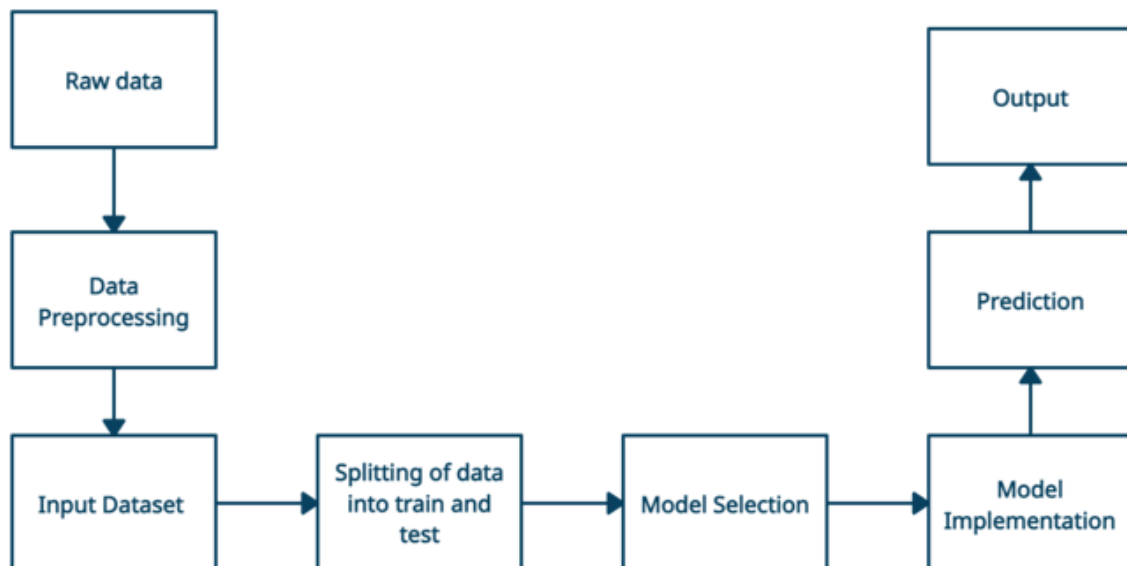 Raw data
Data
Preprocessing
Input Dataset
Splitting of data
into train and
test
Model Selection
Model
Implementation
Prediction
Output